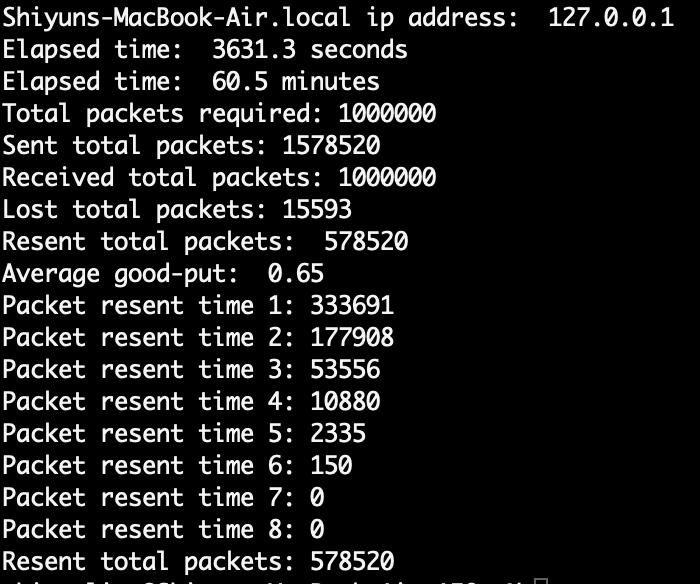 Shiyuns-MacBook-Air.local ip address:  127.0.0.1
Elapsed time:  3631.3 seconds
Elapsed time:  60.5 minutes
Total packets required: 1000000
Sent total packets: 1578520
Received total packets: 1000000
Lost total packets: 15593
Resent total packets:  578520
Average good-put:  0.65
Packet resent time 1: 333691
Packet resent time 2: 177908
Packet resent time 3: 53556
Packet resent time 4: 10880
Packet resent time 5: 2335
Packet resent time 6: 150
Packet resent time 7: 0
Packet resent time 8: 0
Resent total packets: 578520